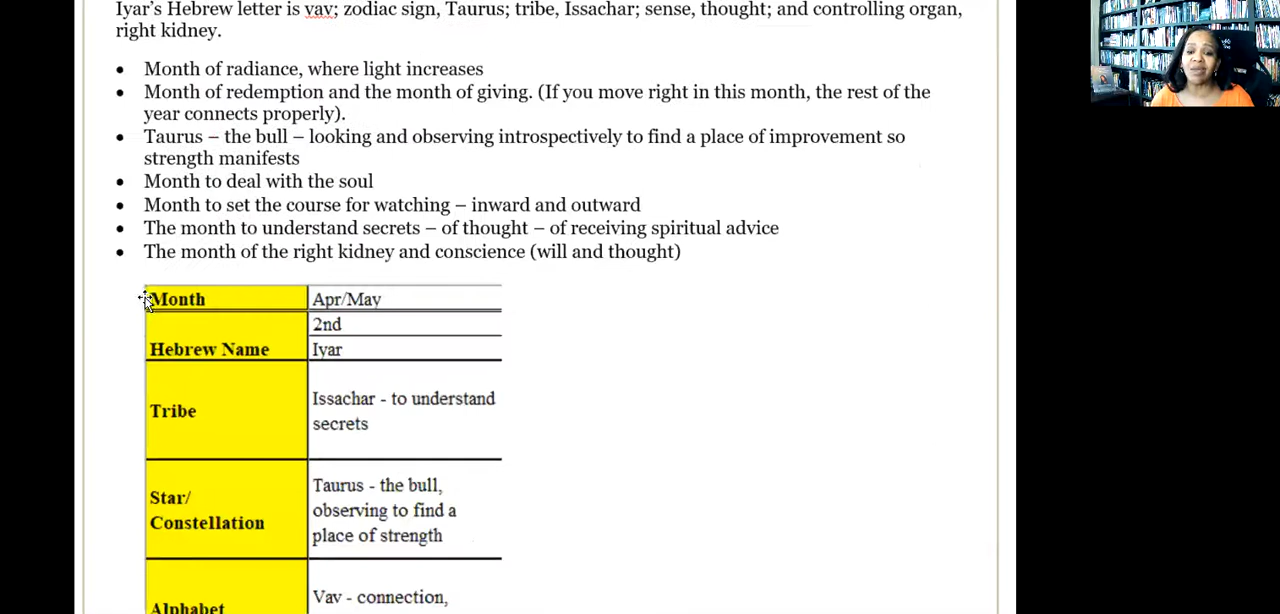 Iyar’s Hebrew letter is vav; zodiac sign, Taurus; tribe, Issachar; sense, thought; and controlling organ,
right kidney.
• Month of radiance, where light increases
• Month of redemption and the month of giving. (If you move right in this month, the rest of the
year connects properly).
• Taurus – the bull – looking and observing introspectively to find a place of improvement so
strength manifests
• Month to deal with the soul
• Month to set the course for watching – inward and outward
• The month to understand secrets – of thought – of receiving spiritual advice
• The month of the right kidney and conscience (will and thought)
Month Apr/May
2nd
Hebrew Name Iyar
Tribe Issachar - to understand
secrets
Star/
Constellation
Taurus - the bull,
observing to find a
place of strength
Alphabet
Vav - connection,